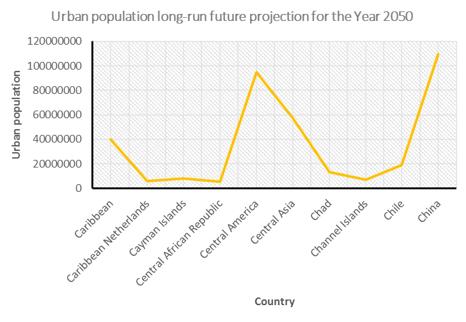 Urban population long-run future projection for the Year 2050
Urban population
120000000
100000000
80000000
60000000
40000000
20000000
0
Caribbean
Caribbean Netherlands
Cayman Islands
Central African Republic
Central America
Central Asia
Chad
Channel Islands
Chile
China
Country